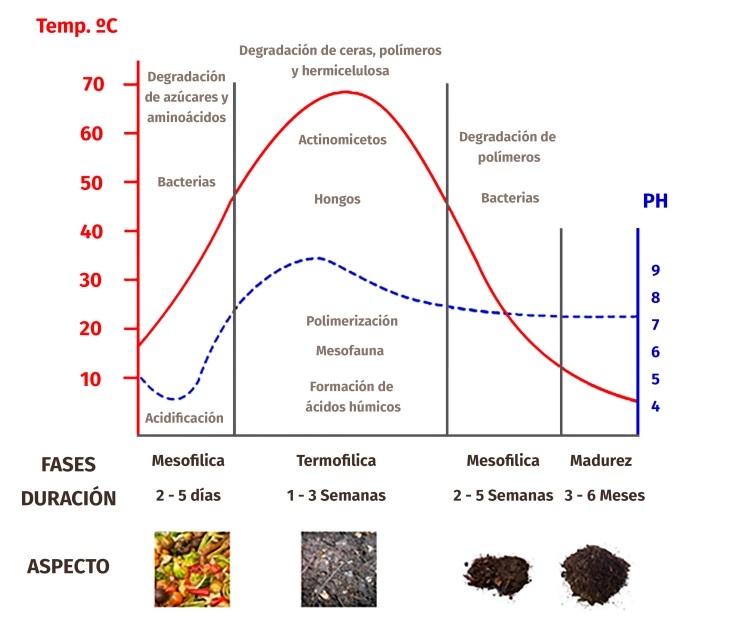 Temp. ºC
Degradación de ceras, polímeros
y hermicelulosa
Degradación
de azúcares y
aminoácidos
70
60
50
40
30
20
10
Actinomicetos
Degradación de
polímeros
Bacterias
Hongos
Bacterias
PH
9
8
7
6
5
4
Polimerización
Mesofauna
Formación de
ácidos húmicos
Acidificación
FASES
Mesofilica
Termofilica
Mesofilica
Madurez
DURACIÓN
2 - 5 días
1 - 3 Semanas
2 - 5 Semanas
3 - 6 Meses
ASPECTO